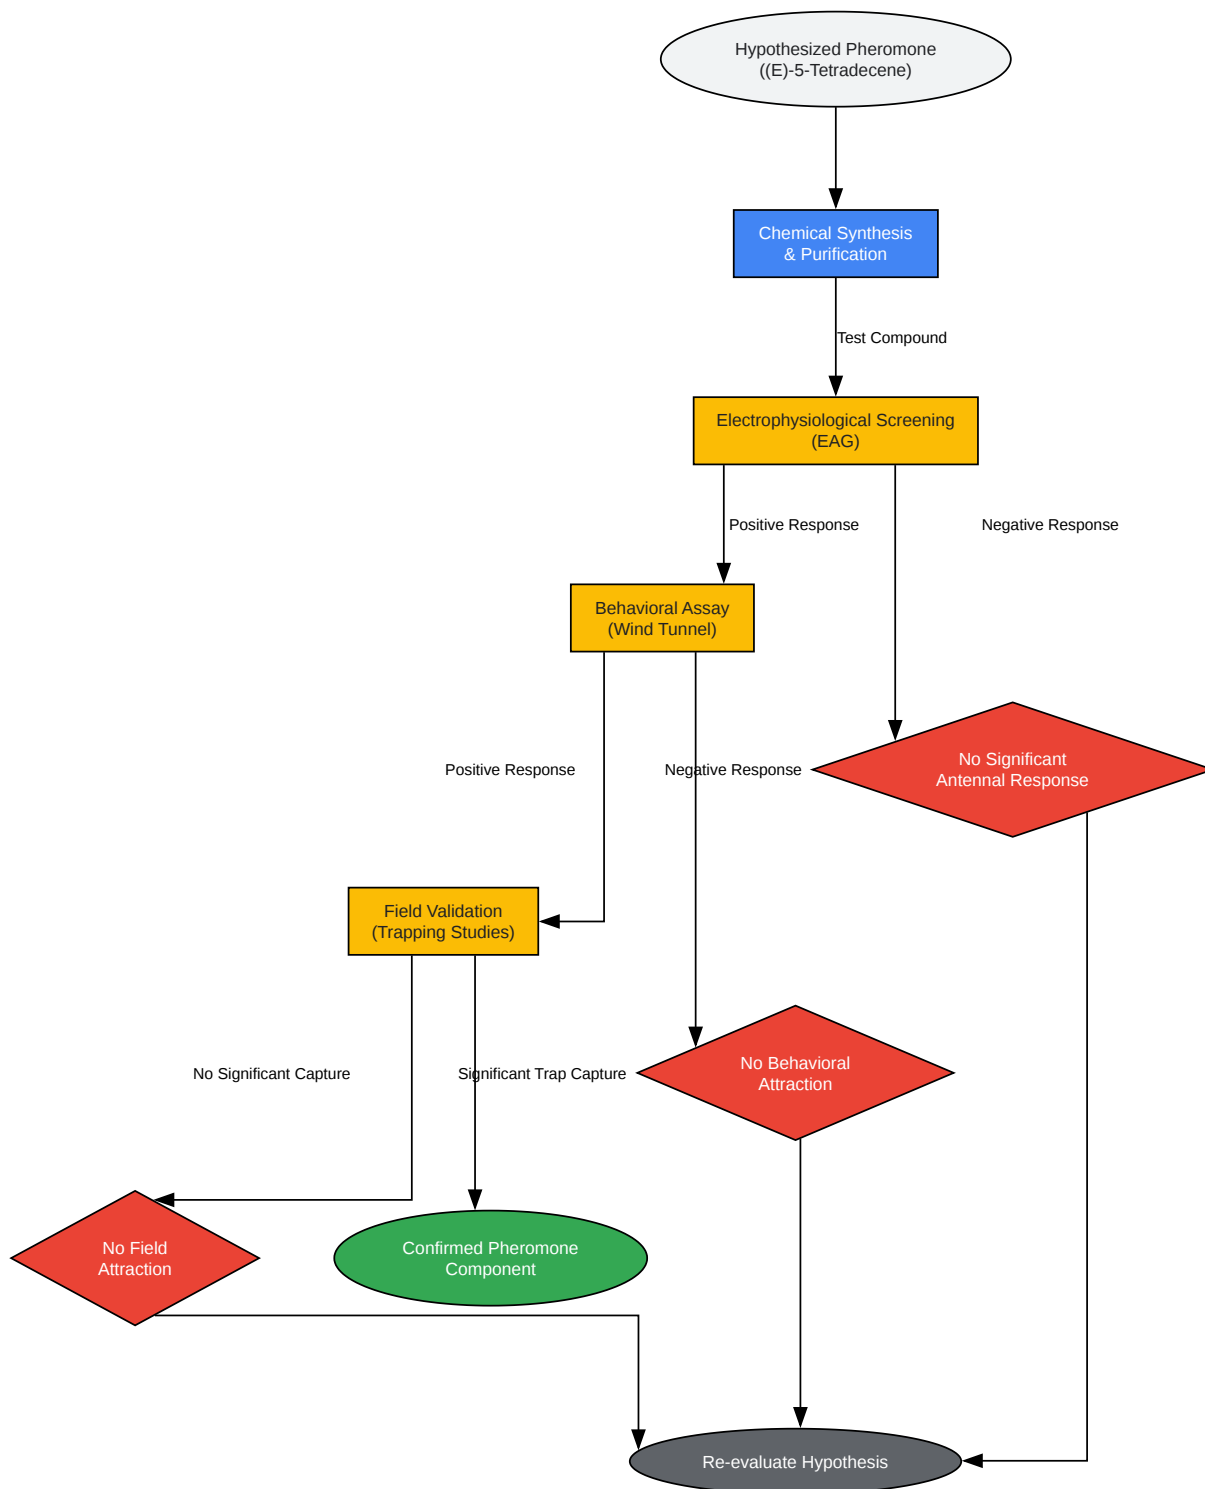 Hypothesized Pheromone
((E)-5-Tetradecene)
Chemical Synthesis
& Purification
Test Compound
Electrophysiological Screening
(EAG)
Positive Response
Negative Response
Behavioral Assay
(Wind Tunnel)
Positive Response
Negative Response
No Significant
Antennal Response
Field Validation
(Trapping Studies)
No Significant Capture
Significant Trap Capture
No Behavioral
Attraction
No Field
Attraction
Confirmed Pheromone
Component
Re-evaluate Hypothesis